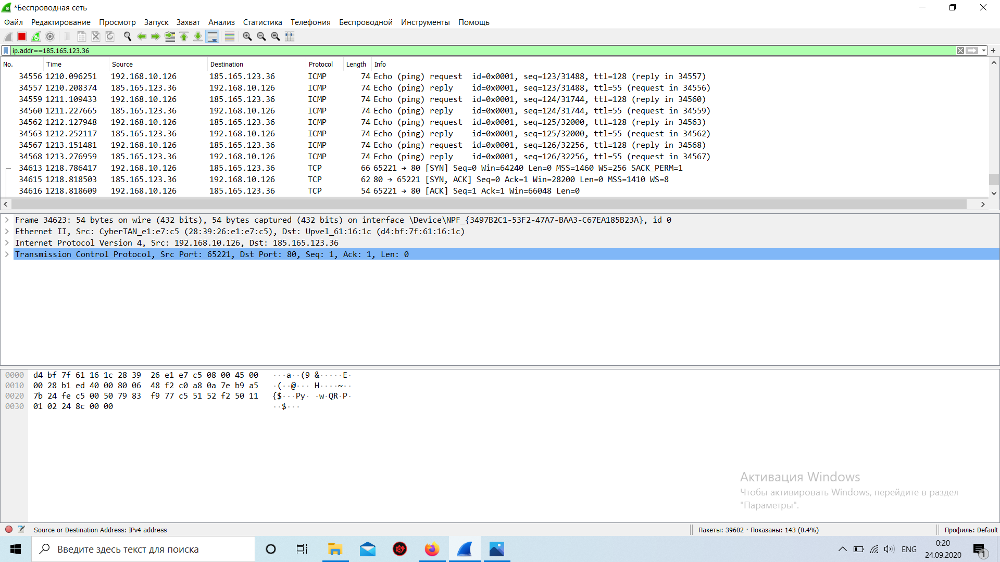 *Беспроводная сеть
Файл Редактирование Просмотр Запуск Захват Анализ Статистика Телефония Беспроводной Инструменты Помощь
ip.addr==185.165.123.36
No. Time Source Destination Protocol Length Info
34556 1210.096251 192.168.10.126 185.165.123.36 ICMP 74 Echo (ping) request id=0x0001, seq=123/31488, ttl=128 (reply in 34557)
34557 1210.208374 185.165.123.36 192.168.10.126 ICMP 74 Echo (ping) reply id=0x0001, seq=123/31488, ttl=55 (request in 34556)
34559 1211.109433 192.168.10.126 185.165.123.36 ICMP 74 Echo (ping) request id=0x0001, seq=124/31744, ttl=128 (reply in 34560)
34560 1211.227665 185.165.123.36 192.168.10.126 ICMP 74 Echo (ping) reply id=0x0001, seq=124/31744, ttl=55 (request in 34559)
34562 1212.127948 192.168.10.126 185.165.123.36 ICMP 74 Echo (ping) request id=0x0001, seq=125/32000, ttl=128 (reply in 34563)
34563 1212.252117 185.165.123.36 192.168.10.126 ICMP 74 Echo (ping) reply id=0x0001, seq=125/32000, ttl=55 (request in 34562)
34567 1213.151481 192.168.10.126 185.165.123.36 ICMP 74 Echo (ping) request id=0x0001, seq=126/32256, ttl=128 (reply in 34568)
34568 1213.276959 185.165.123.36 192.168.10.126 ICMP 74 Echo (ping) reply id=0x0001, seq=126/32256, ttl=55 (request in 34567)
34613 1218.786417 192.168.10.126 185.165.123.36 TCP 66 65221 → 80 [SYN] Seq=0 Win=64240 Len=0 MSS=1460 WS=256 SACK_PERM=1
34615 1218.818503 185.165.123.36 192.168.10.126 TCP 62 80 → 65221 [SYN, ACK] Seq=0 Ack=1 Win=28200 Len=0 MSS=1410 WS=8
34616 1218.818609 192.168.10.126 185.165.123.36 TCP 54 65221 → 80 [ACK] Seq=1 Ack=1 Win=66048 Len=0
Frame 34623: 54 bytes on wire (432 bits), 54 bytes captured (432 bits) on interface \Device\NPF_{3497B2C1-53F2-47A7-BAA3-C67EA185B23A}, id 0
Ethernet II, Src: CyberTAN_e1:e7:c5 (28:39:26:e1:e7:c5), Dst: Upvel_61:16:1c (d4:bf:7f:61:16:1c)
Internet Protocol Version 4, Src: 192.168.10.126, Dst: 185.165.123.36
Transmission Control Protocol, Src Port: 65221, Dst Port: 80, Seq: 1, Ack: 1, Len: 0
0000 d4 bf 7f 61 16 1c 28 39 26 e1 e7 c5 08 00 45 00 ···a··(9 &·····E·
0010 00 28 b1 ed 40 00 80 06 48 f2 c0 a8 0a 7e b9 a5 ·(··@··· H····~··
0020 7b 24 fe c5 00 50 79 83 f9 77 c5 51 52 f2 50 11 {$···Py· ·w·QR·P·
0030 01 02 24 8c 00 00 ··$···
Активация Windows
Чтобы активировать Windows, перейдите в раздел
"Параметры".
Source or Destination Address: IPv4 address Пакеты: 39602 · Показаны: 143 (0.4%) Профиль: Default
Введите здесь текст для поиска ENG 0:20
24.09.2020 1